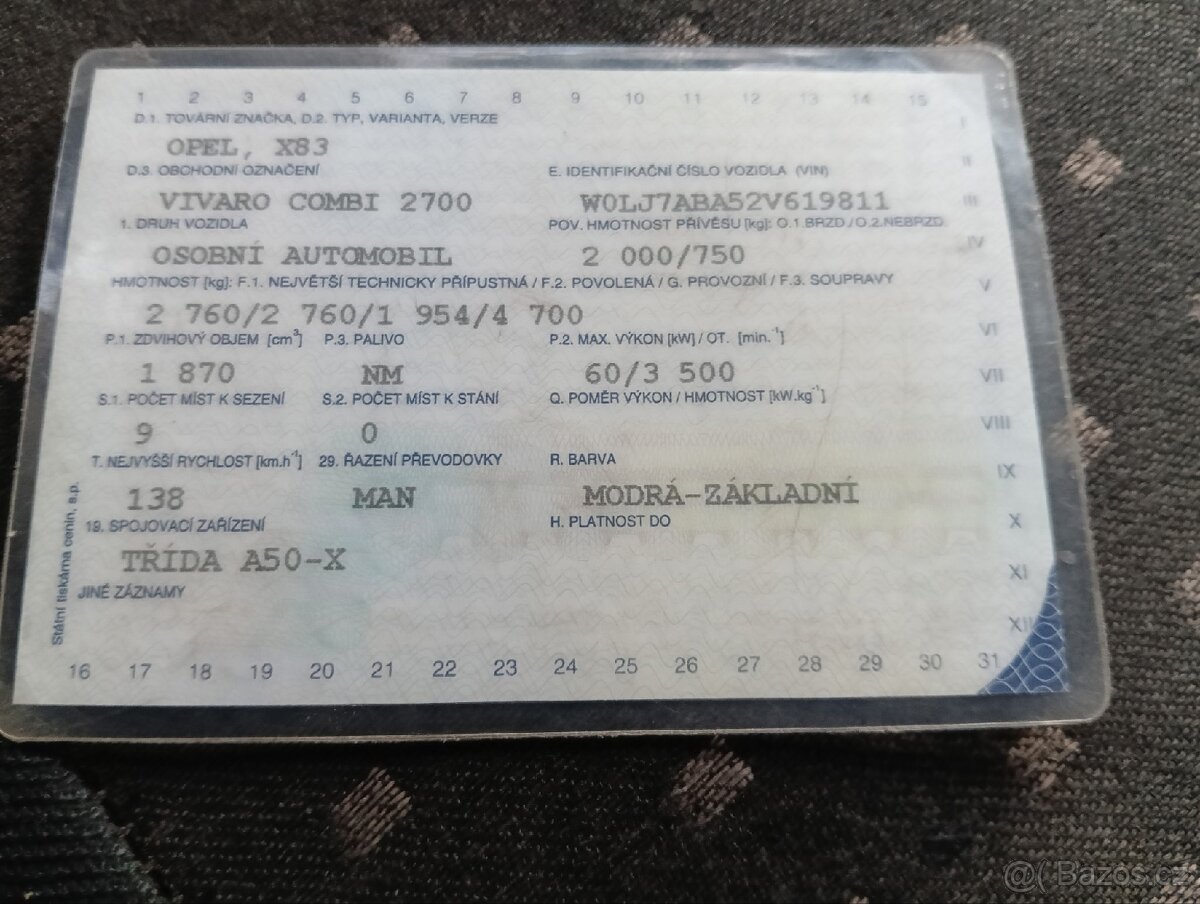 1 2 3 4 5 6 7 8 9 10 11 12 13 14 15
D.1. TOVÁRNÍ ZNAČKA, D.2. TYP, VARIANTA, VERZE
I
OPEL, X83
II
D.3. OBCHODNÍ OZNAČENÍ E. IDENTIFIKAČNÍ ČÍSLO VOZIDLA (VIN)
VIVARO COMBI 2700 W0LJ7ABA52V619811
III
1. DRUH VOZIDLA POV. HMOTNOST PŘÍVĚSU [kg]: O.1 BRZD./O.2.NEBRZD.
IV
OSOBNÍ AUTOMOBIL 2 000/750
HMOTNOST [kg]: F.1. NEJVĚTŠÍ TECHNICKY PŘÍPUSTNÁ / F.2. POVOLENÁ / G. PROVOZNÍ / F.3. SOUPRAVY
V
2 760/2 760/1 954/4 700
VI
P.1. ZDVIHOVÝ OBJEM [cm³] P.3. PALIVO P.2. MAX. VÝKON [kW] / OT. [min.⁻¹]
1 870 NM 60/3 500
VII
S.1. POČET MÍST K SEZENÍ S.2. POČET MÍST K STÁNÍ Q. POMĚR VÝKON / HMOTNOST [kW.kg⁻¹]
VIII
9 0
T. NEJVYŠŠÍ RYCHLOST [km.h⁻¹] 29. ŘAZENÍ PŘEVODOVKY R. BARVA
IX
138 MAN MODRÁ-ZÁKLADNÍ
19. SPOJOVACÍ ZAŘÍZENÍ H. PLATNOST DO
X
TŘÍDA A50-X
XI
JINÉ ZÁZNAMY
XII
Státní tiskárna cenin, s.p.
16 17 18 19 20 21 22 23 24 25 26 27 28 29 30 31
@( Bazos.cz